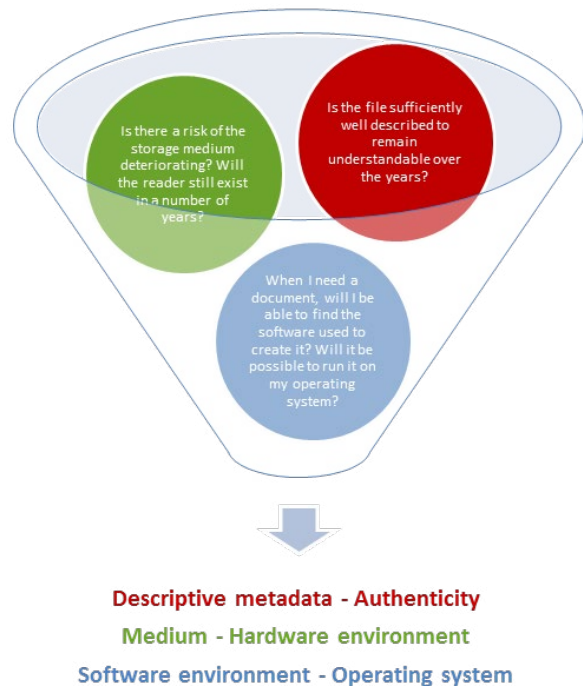 Is there a risk of the
storage medium
deteriorating? Will
the reader still exist
in a number of
years?
Is the file sufficiently
well described to
remain
understandable over
the years?
When I need a
document, will I be
able to find the
software used to
create it? Will it be
possible to run it on
my operating
system?
Descriptive metadata - Authenticity
Medium - Hardware environment
Software environment - Operating system